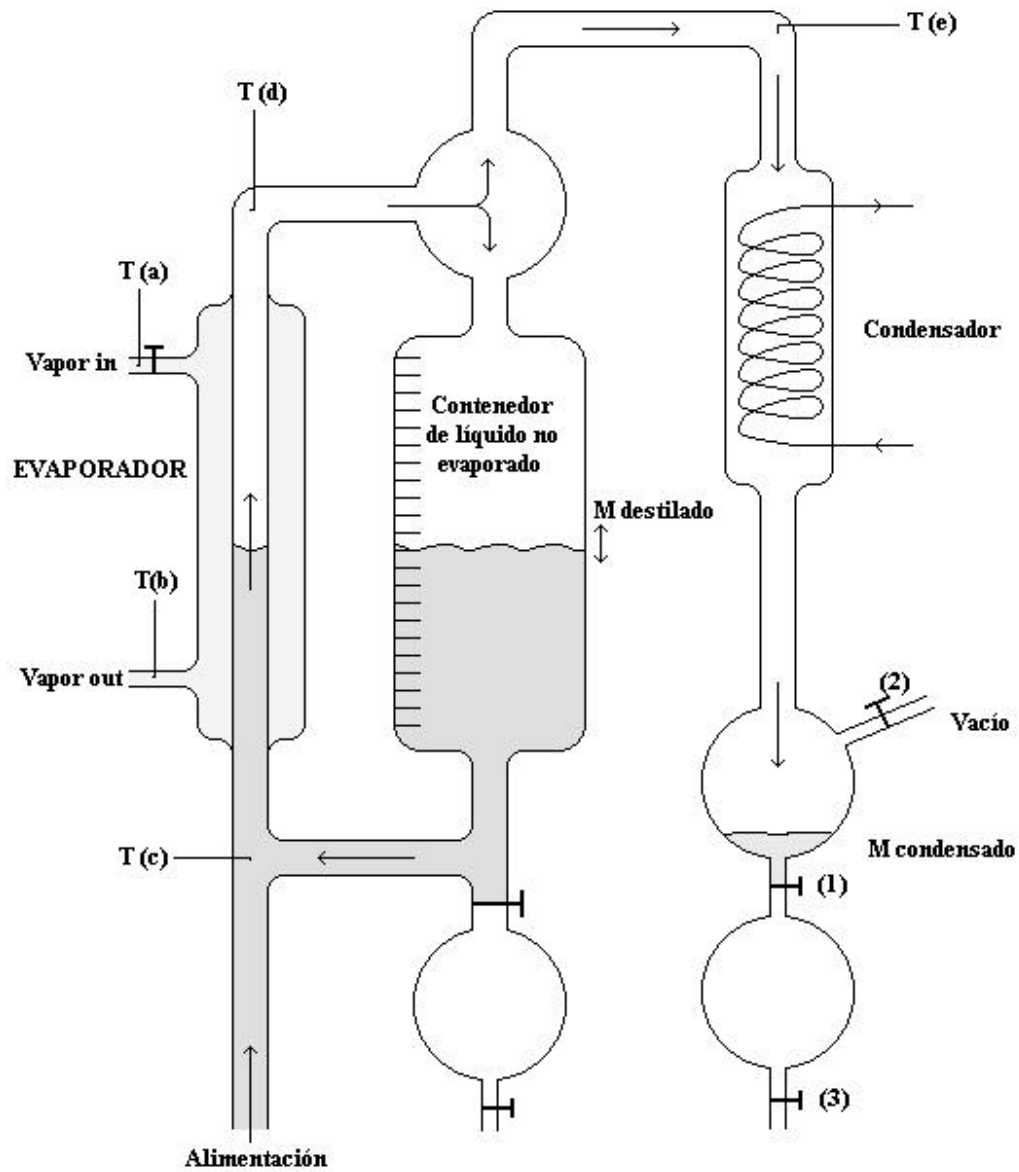 T (e)
T (d)
T (a)
Vapor in
Condensador
Contenedor
de líquido no
evaporado
EVAPORADOR
M destilado
T(b)
Vapor out
(2)
Vacío
T (c)
M condensado
(1)
(3)
Alimentación